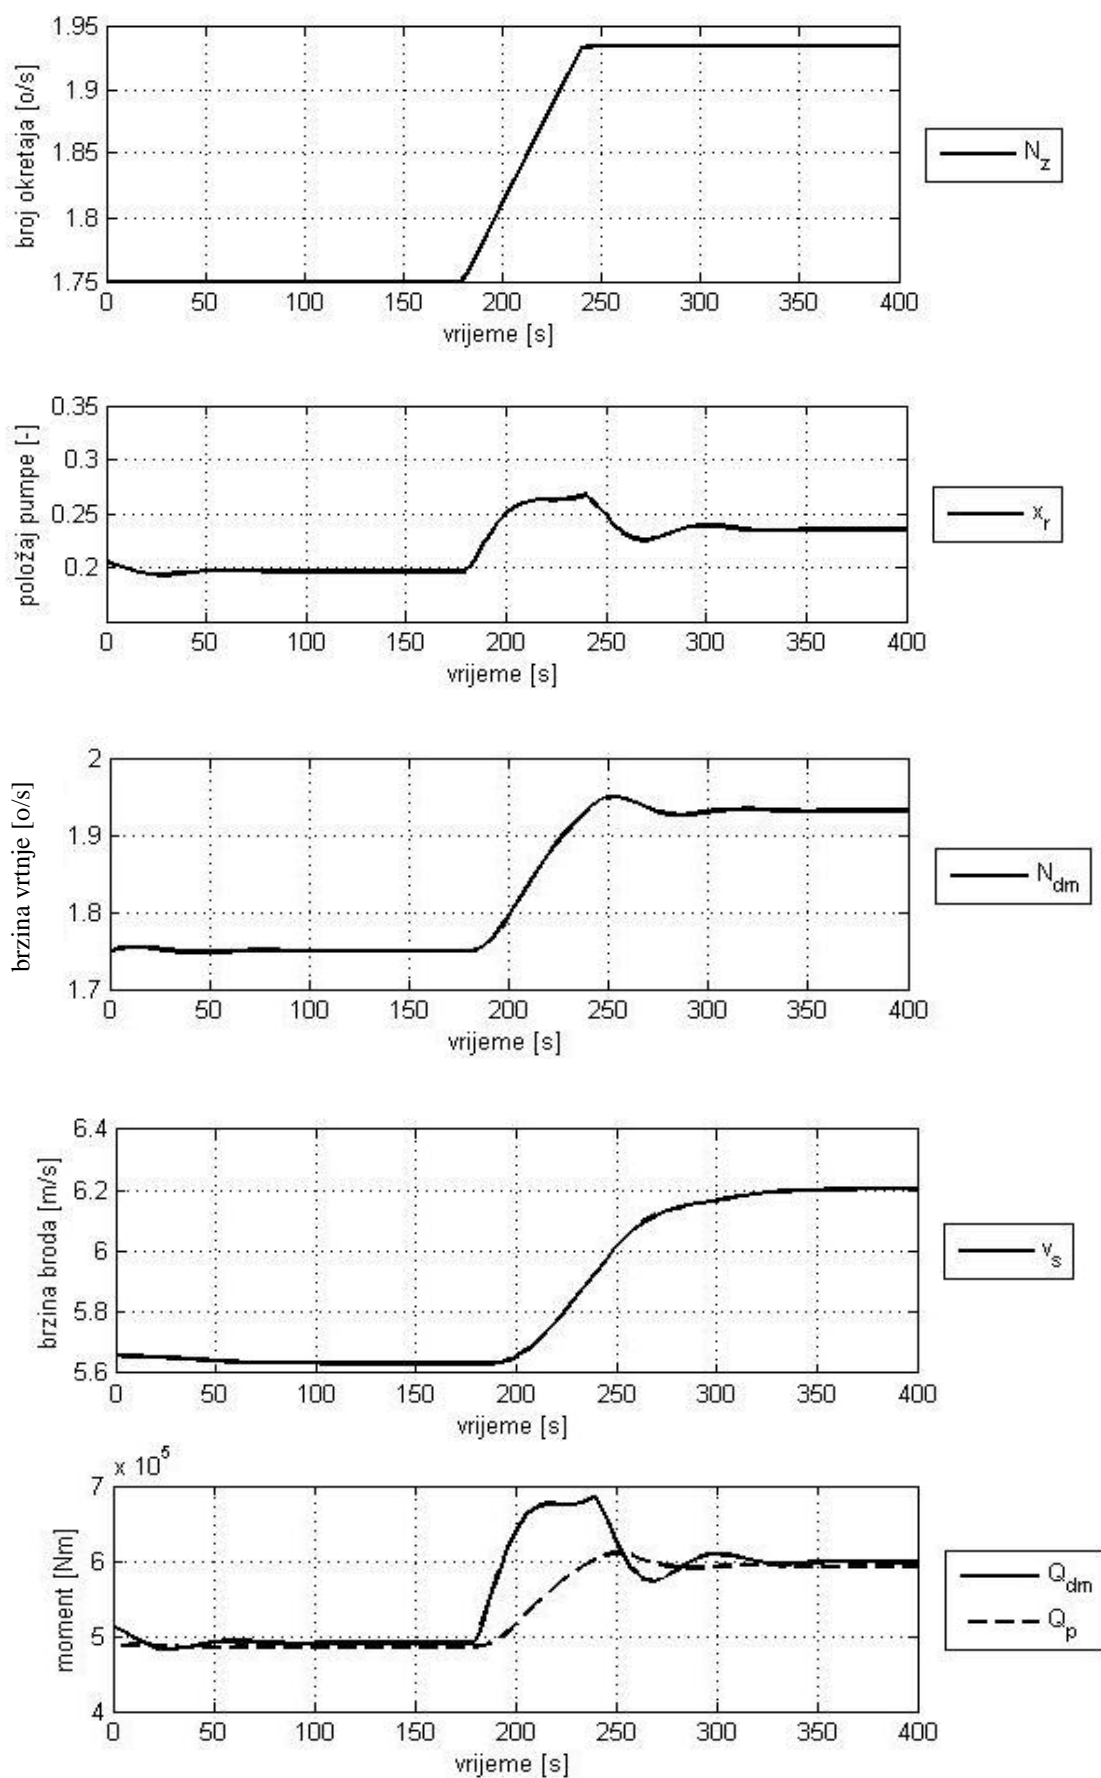 1.95
1.9
1.85
1.8
1.75
broj okretaja [o/s]
0 50 100 150 200 250 300 350 400
vrijeme [s]
N_z
0.35
0.3
0.25
0.2
položaj pumpe [-]
0 50 100 150 200 250 300 350 400
vrijeme [s]
x_r
2
1.9
1.8
1.7
brzina vrtnje [o/s]
0 50 100 150 200 250 300 350 400
vrijeme [s]
N_dm
6.4
6.2
6
5.8
5.6
brzina broda [m/s]
0 50 100 150 200 250 300 350 400
vrijeme [s]
v_s
x 10^5
7
6
5
4
moment [Nm]
0 50 100 150 200 250 300 350 400
vrijeme [s]
Q_dm
Q_p